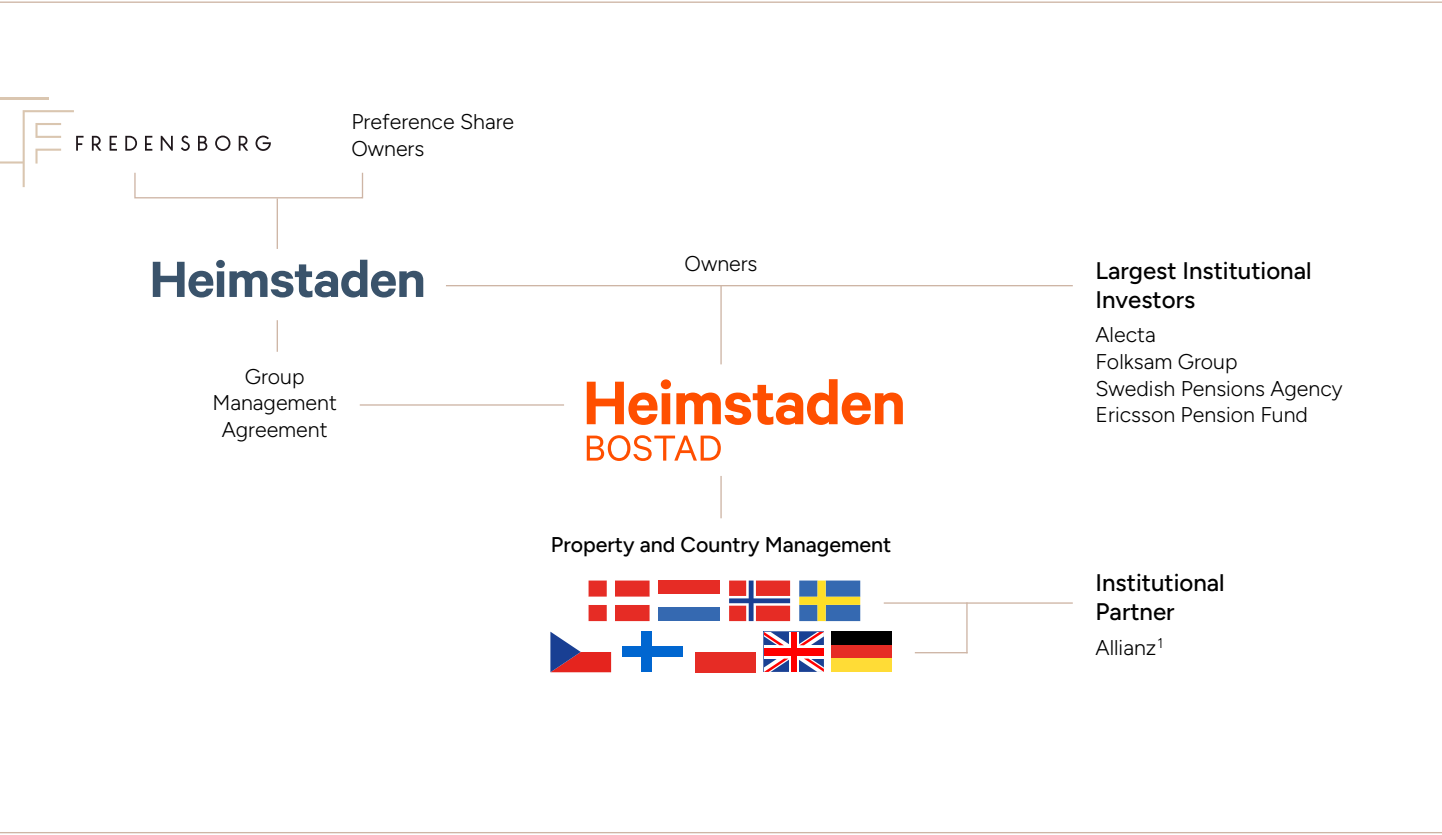 FREDENSBORG
Preference Share
Owners
Heimstaden
Owners
Largest Institutional
Investors
Alecta
Folksam Group
Swedish Pensions Agency
Ericsson Pension Fund
Group
Management
Agreement
Heimstaden
BOSTAD
Property and Country Management
Institutional
Partner
Allianz¹